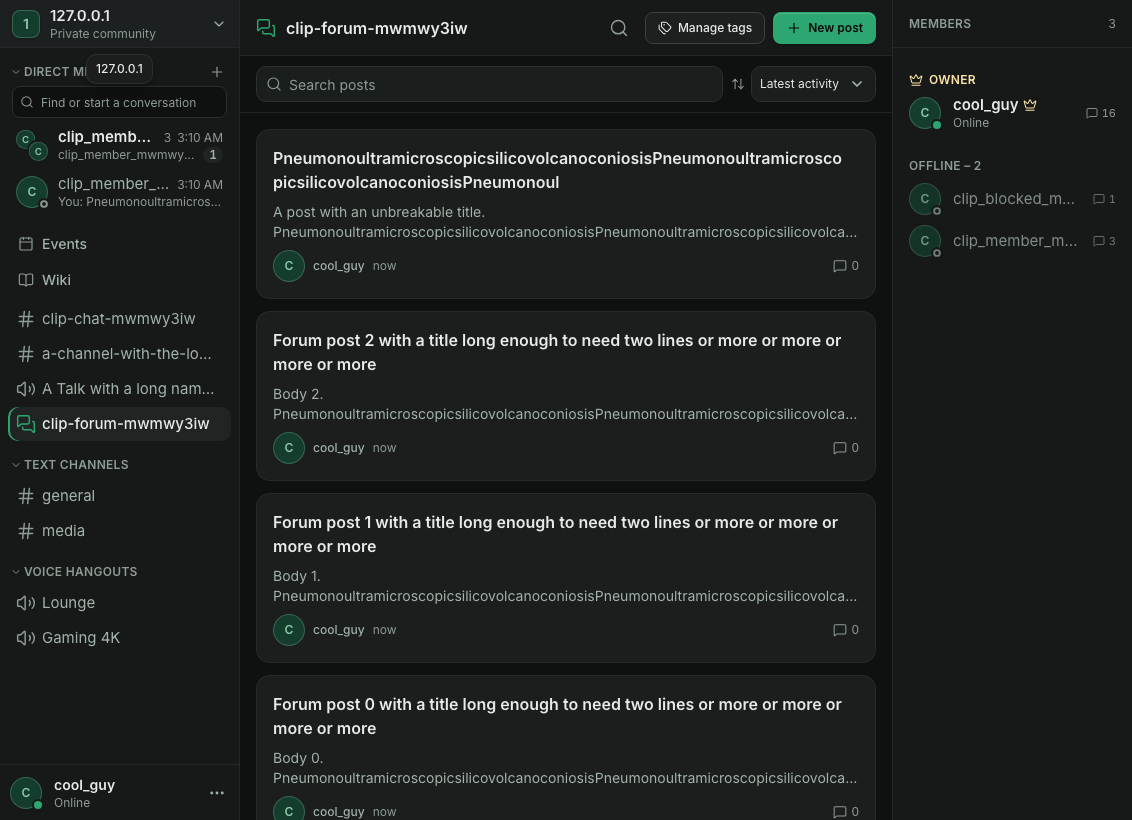 1
127.0.0.1
Private community
DIRECT M
127.0.0.1
Find or start a conversation
C
C
clip_memb...
3 3:10 AM
clip_member_mwmwy...
1
C
clip_member_...
3:10 AM
You: Pneumonoultramicros...
Events
Wiki
clip-chat-mwmwy3iw
a-channel-with-the-lo...
A Talk with a long nam...
clip-forum-mwmwy3iw
TEXT CHANNELS
general
media
VOICE HANGOUTS
Lounge
Gaming 4K
C
cool_guy
Online
clip-forum-mwmwy3iw
Manage tags
New post
Search posts
Latest activity
PneumonoultramicroscopicsilicovolcanoconiosisPneumonoultramicrosco
picsilicovolcanoconiosisPneumonoul
A post with an unbreakable title.
PneumonoultramicroscopicsilicovolcanoconiosisPneumonoultramicroscopicsilicovolca...
C
cool_guy now
0
Forum post 2 with a title long enough to need two lines or more or more or
more or more
Body 2.
PneumonoultramicroscopicsilicovolcanoconiosisPneumonoultramicroscopicsilicovolca...
C
cool_guy now
0
Forum post 1 with a title long enough to need two lines or more or more or
more or more
Body 1.
PneumonoultramicroscopicsilicovolcanoconiosisPneumonoultramicroscopicsilicovolca...
C
cool_guy now
0
Forum post 0 with a title long enough to need two lines or more or more or
more or more
Body 0.
PneumonoultramicroscopicsilicovolcanoconiosisPneumonoultramicroscopicsilicovolca...
C
cool_guy now
0
MEMBERS
3
OWNER
C
cool_guy
Online
16
OFFLINE – 2
C
clip_blocked_m...
1
C
clip_member_m...
3